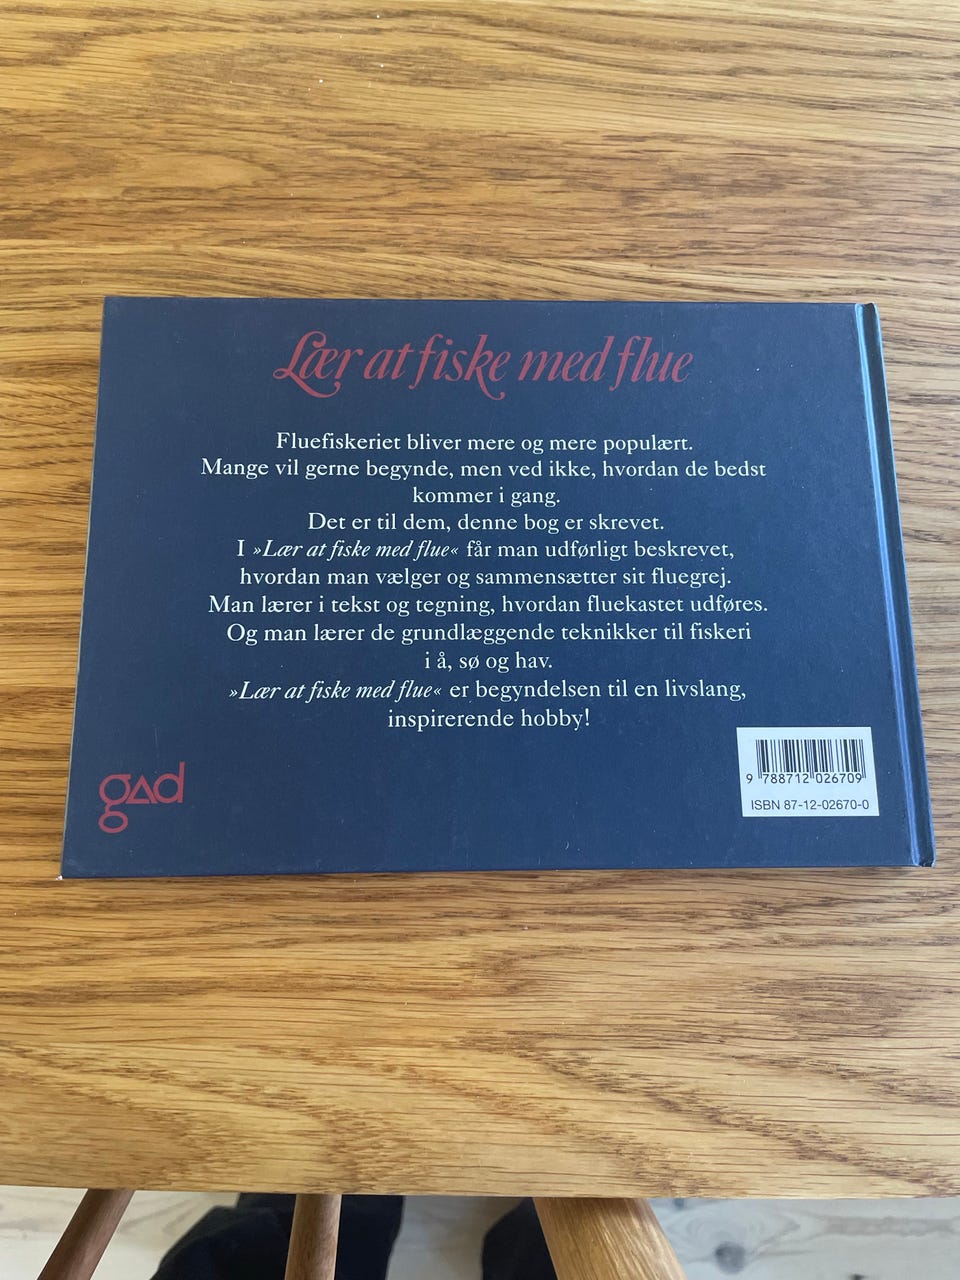 Lær at fiske med flue
Fluefiskeriet bliver mere og mere populært.
Mange vil gerne begynde, men ved ikke, hvordan de bedst
kommer i gang.
Det er til dem, denne bog er skrevet.
I »Lær at fiske med flue« får man udførligt beskrevet,
hvordan man vælger og sammensætter sit fluegrej.
Man lærer i tekst og tegning, hvordan fluekastet udføres.
Og man lærer de grundlæggende teknikker til fiskeri
i å, sø og hav.
»Lær at fiske med flue« er begyndelsen til en livslang,
inspirerende hobby!
gad
9 788712 026709
ISBN 87-12-02670-0